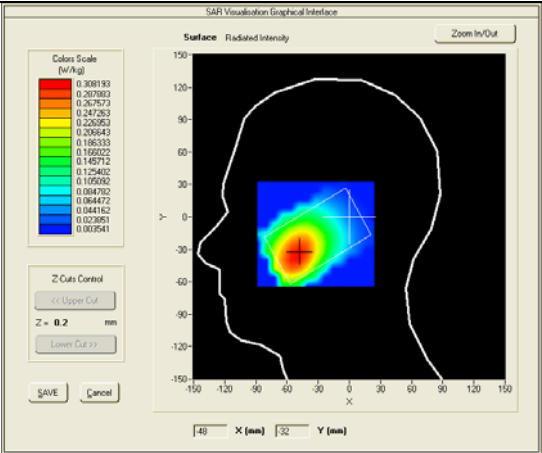 SAR Visualisation Graphical Interface
Surface Radiated Intensity
Zoom In/Out
Colors Scale
(W/kg)
0.308193
0.287883
0.267573
0.247263
0.226953
0.206643
0.186333
0.166022
0.145712
0.125402
0.105092
0.084782
0.064472
0.044162
0.023851
0.003541
Z-Cuts Control
<< Upper Cut
Z = 0.2 mm
Lower Cut >>
SAVE Cancel
150
120
90
60
30
0
-30
-60
-90
-120
-150
Y
-150 -120 -90 -60 -30 0 30 60 90 120 150
X
-48 X (mm) -32 Y (mm)